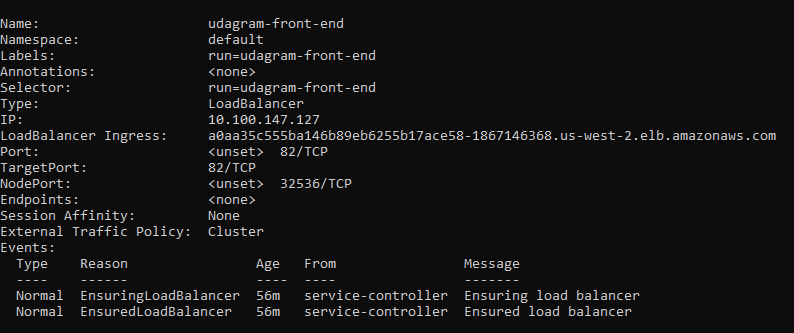 Name: udagram-front-end
Namespace: default
Labels: run=udagram-front-end
Annotations: <none>
Selector: run=udagram-front-end
Type: LoadBalancer
IP: 10.100.147.127
LoadBalancer Ingress: a0aa35c555ba146b89eb6255b17ace58-1867146368.us-west-2.elb.amazonaws.com
Port: <unset> 82/TCP
TargetPort: 82/TCP
NodePort: <unset> 32536/TCP
Endpoints: <none>
Session Affinity: None
External Traffic Policy: Cluster
Events:
Type Reason Age From Message
---- ------ ---- ---- -------
Normal EnsuringLoadBalancer 56m service-controller Ensuring load balancer
Normal EnsuredLoadBalancer 56m service-controller Ensured load balancer